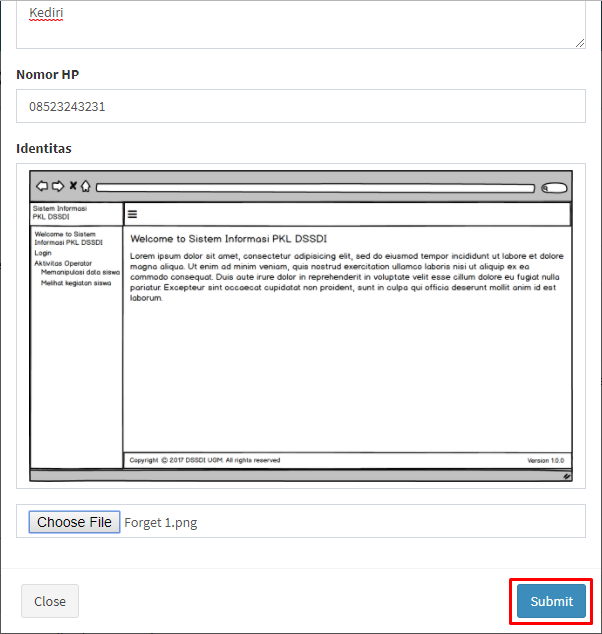 Kediri
Nomor HP
08523243231
Identitas
Sistem Informasi
PKL DSSDI
Welcome to Sistem
Informasi PKL DSSDI
Login
Aktivitas Operator
Memanipulasi data siswa
Melihat kegiatan siswa
Welcome to Sistem Informasi PKL DSSDI
Lorem ipsum dolor sit amet, consectetur adipisicing elit, sed do eiusmod tempor incididunt ut labore et dolore
magna aliqua. Ut enim ad minim veniam, quis nostrud exercitation ullamco laboris nisi ut aliquip ex ea
commodo consequat. Duis aute irure dolor in reprehenderit in voluptate velit esse cillum dolore eu fugiat nulla
pariatur. Excepteur sint occaecat cupidatat non proident, sunt in culpa qui officia deserunt mollit anim id est
laborum.
Copyright © 2017 DSSDI UGM. All rights reserved
Version 1.0.0
Choose File Forget 1.png
Close
Submit